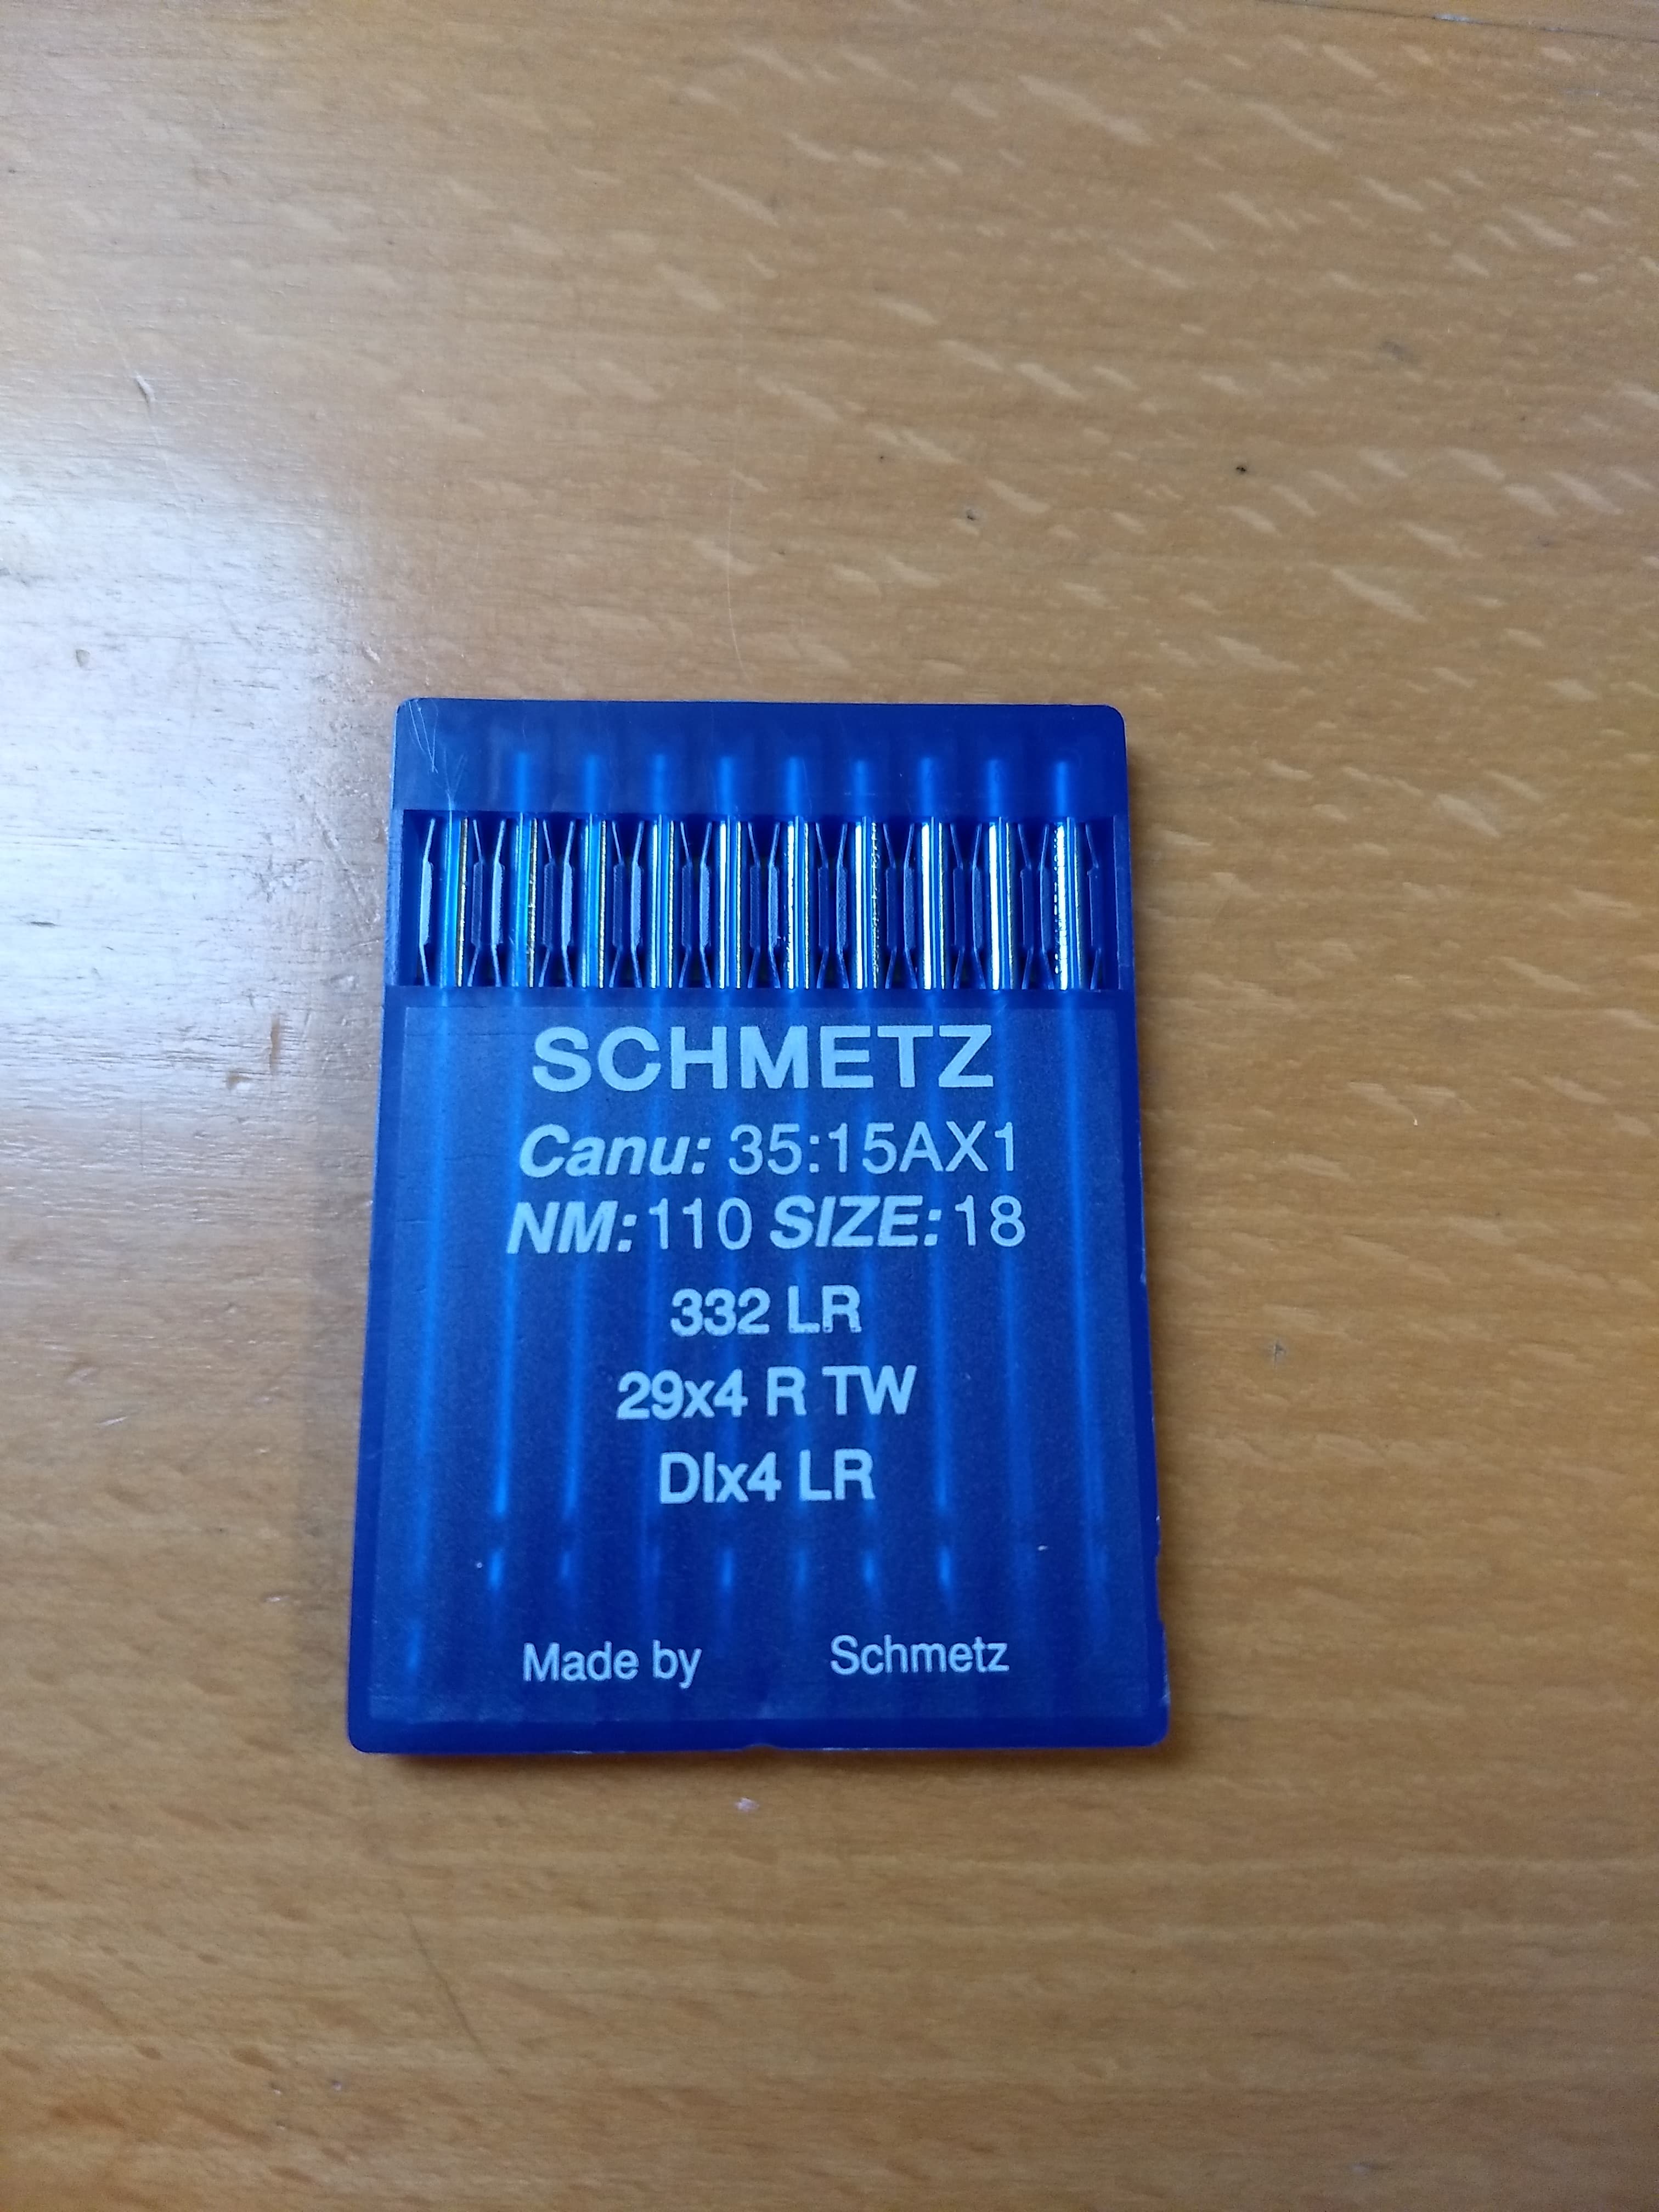 SCHMETZ
Canu: 35:15AX1
NM: 110 SIZE: 18
332 LR
29x4 R TW
DIx4 LR
Made by Schmetz